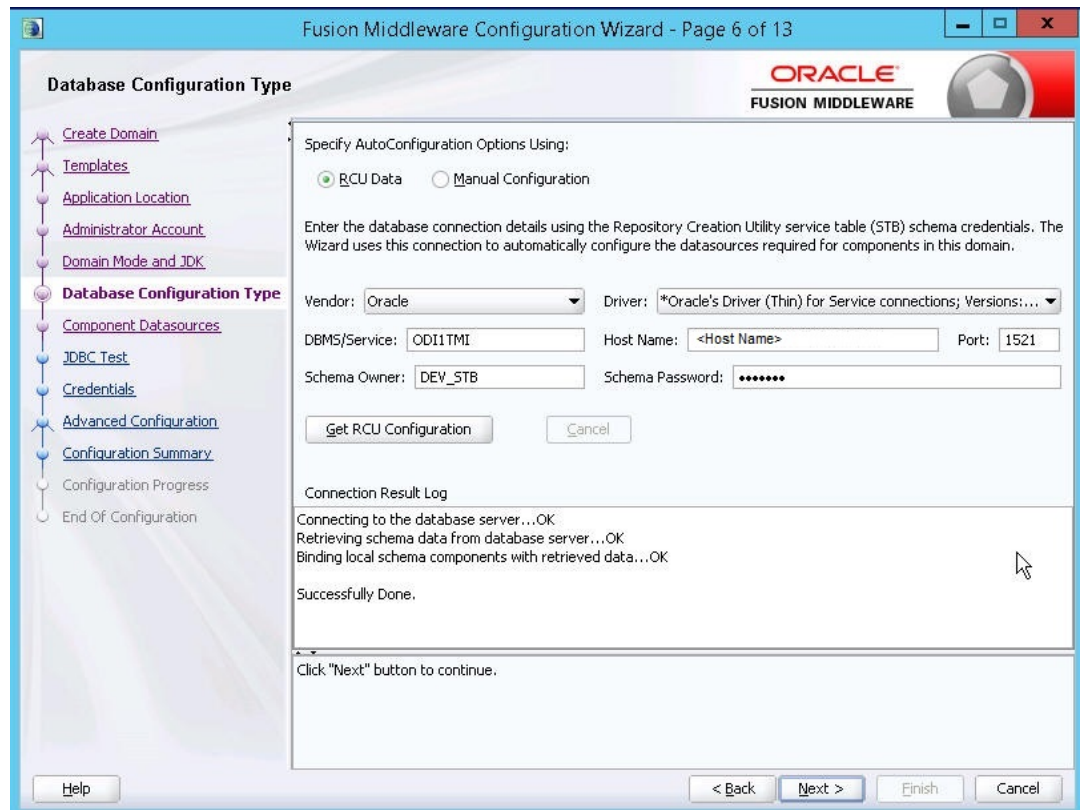 Fusion Middleware Configuration Wizard - Page 6 of 13
Database Configuration Type
ORACLE
FUSION MIDDLEWARE
Create Domain
Templates
Application Location
Administrator Account
Domain Mode and JDK
Database Configuration Type
Component Datasources
JDBC Test
Credentials
Advanced Configuration
Configuration Summary
Configuration Progress
End Of Configuration
Specify AutoConfiguration Options Using:
RCU Data Manual Configuration
Enter the database connection details using the Repository Creation Utility service table (STB) schema credentials. The
Wizard uses this connection to automatically configure the datasources required for components in this domain.
Vendor: Oracle Driver: *Oracle's Driver (Thin) for Service connections; Versions:...
DBMS/Service: ODI1TMI Host Name: <Host Name> Port: 1521
Schema Owner: DEV_STB Schema Password: •••••••
Get RCU Configuration Cancel
Connection Result Log
Connecting to the database server...OK
Retrieving schema data from database server...OK
Binding local schema components with retrieved data...OK
Successfully Done.
Click "Next" button to continue.
Help < Back Next > Finish Cancel